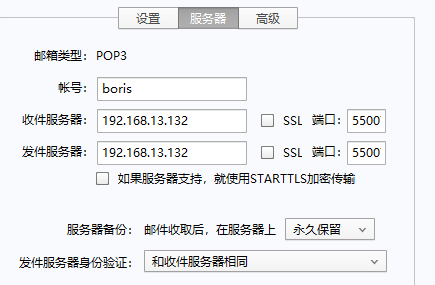 设置 服务器 高级
邮箱类型： POP3
帐号： boris
收件服务器： 192.168.13.132 SSL 端口： 5500
发件服务器： 192.168.13.132 SSL 端口： 5500
如果服务器支持，就使用STARTTLS加密传输
服务器备份： 邮件收取后，在服务器上 永久保留
发件服务器身份验证： 和收件服务器相同